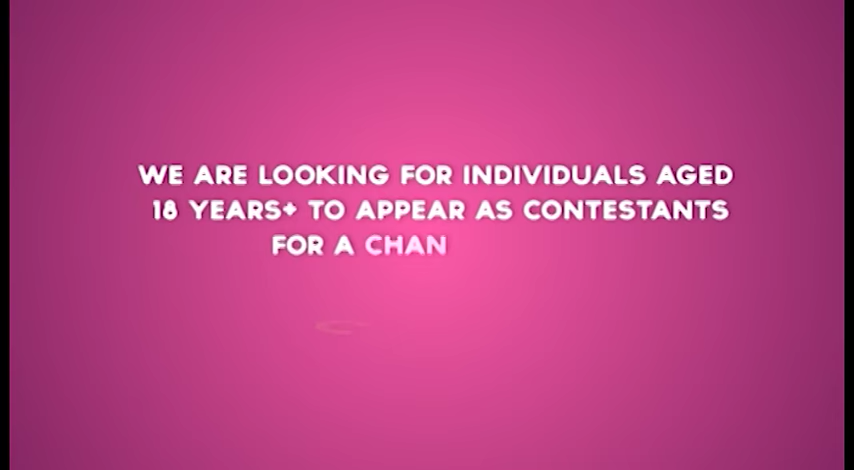 WE ARE LOOKING FOR INDIVIDUALS AGED
18 YEARS+ TO APPEAR AS CONTESTANTS
FOR A CHAN